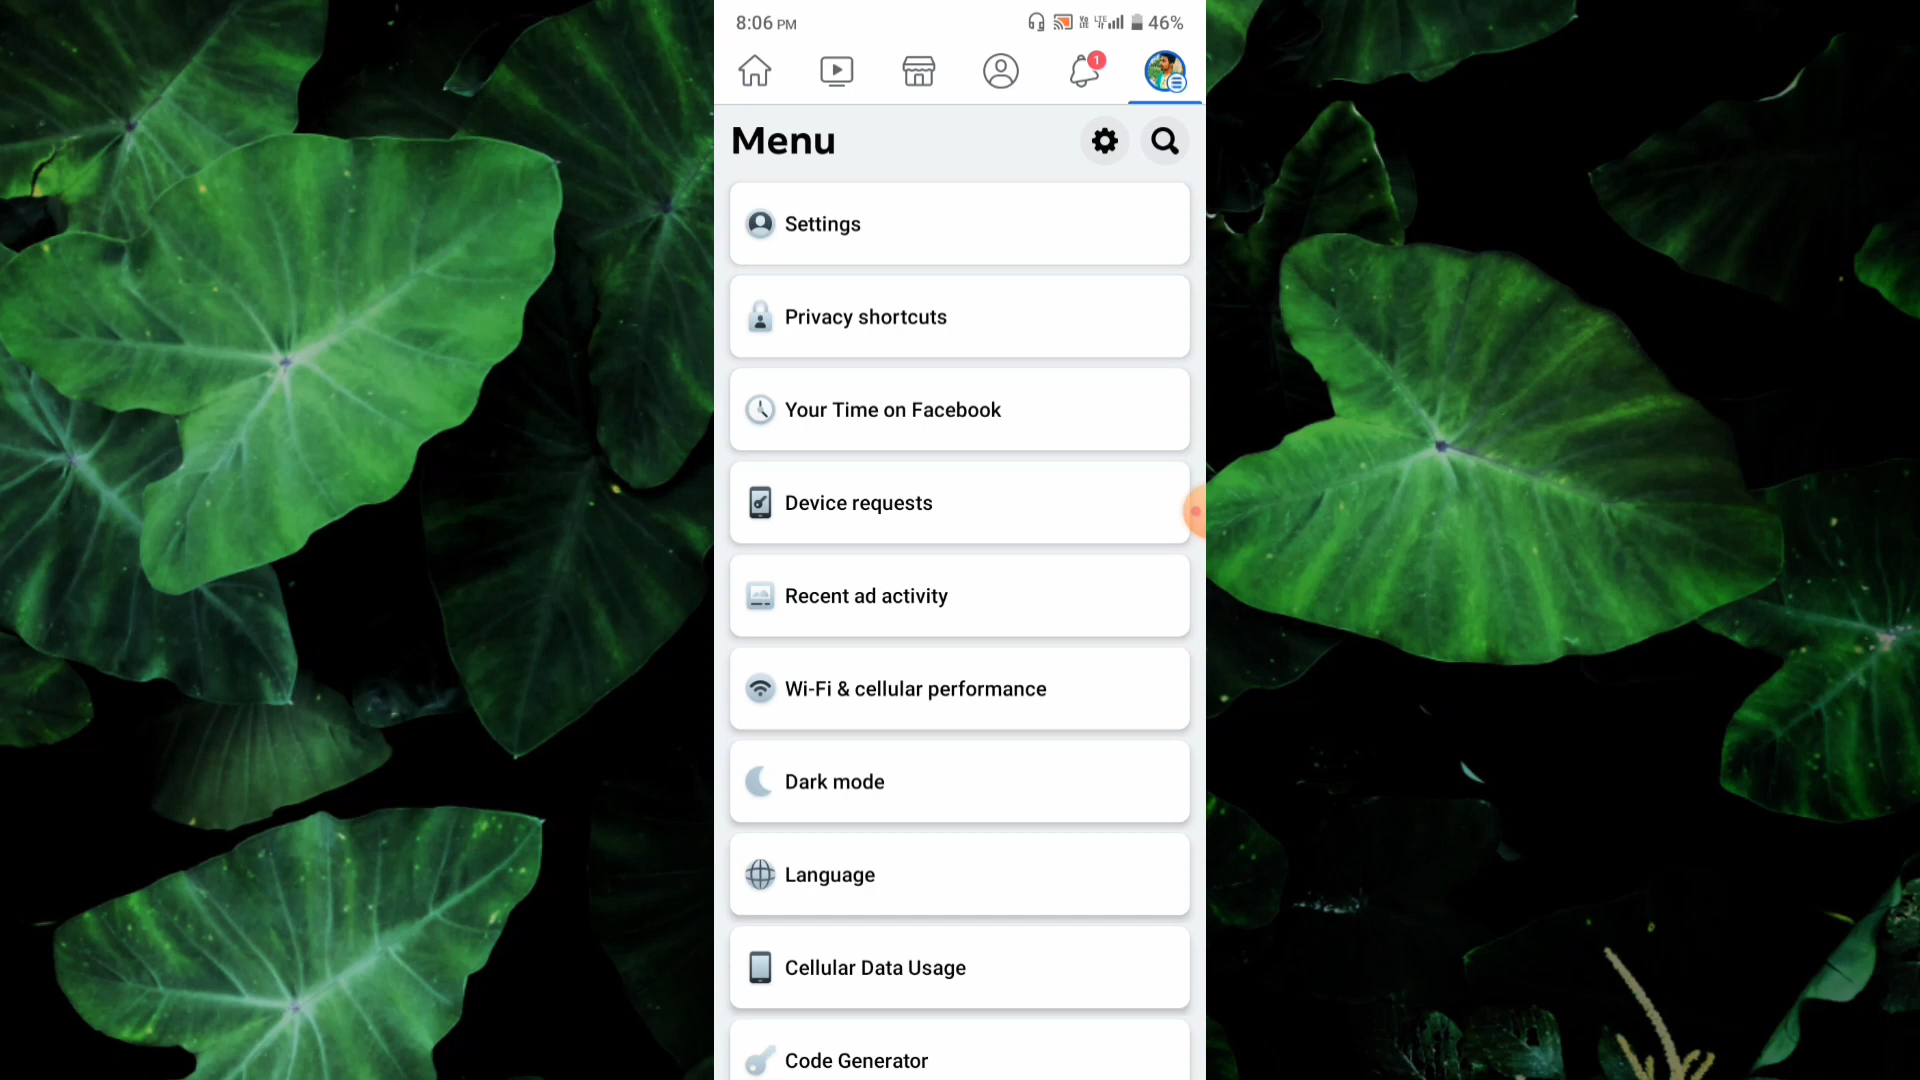 8:06 PM 46%
1
Menu
Settings
Privacy shortcuts
Your Time on Facebook
Device requests
Recent ad activity
Wi-Fi & cellular performance
Dark mode
Language
Cellular Data Usage
Code Generator